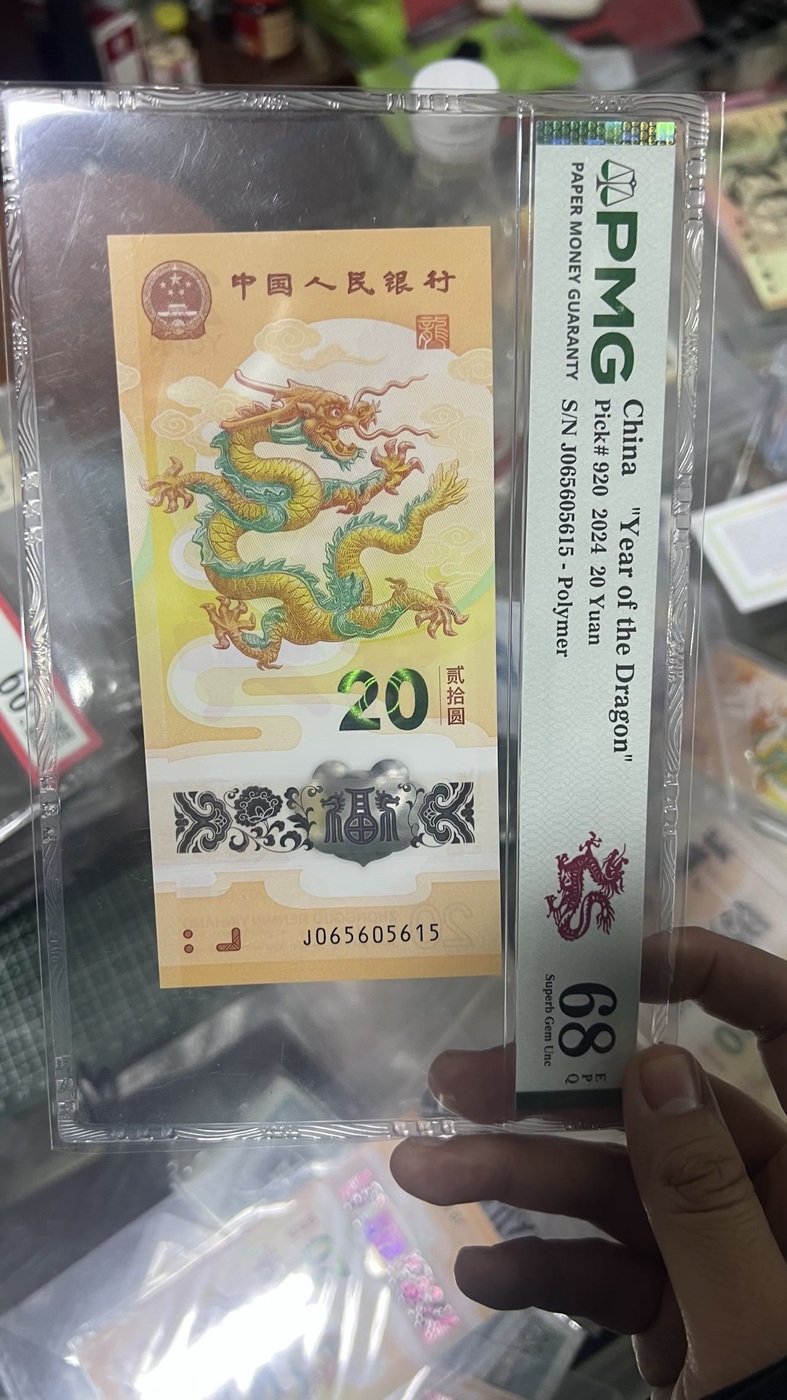 中国人民银行
龍
20
贰拾圆
福
J065605615
PMG
PAPER MONEY GUARANTY
China "Year of the Dragon"
Pick# 920 2024 20 Yuan
S/N J065605615 - Polymer
68
EPQ
Superb Gem Unc